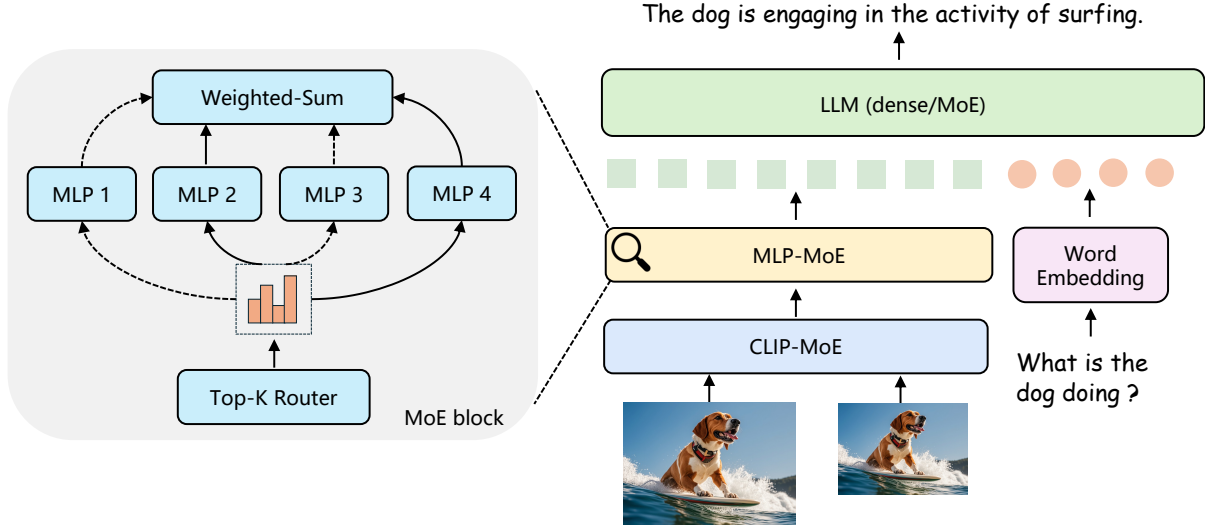 The dog is engaging in the activity of surfing.
Weighted-Sum
MLP 1
MLP 2
MLP 3
MLP 4
Top-K Router
MoE block
LLM (dense/MoE)
MLP-MoE
Word
Embedding
CLIP-MoE
What is the
dog doing ?